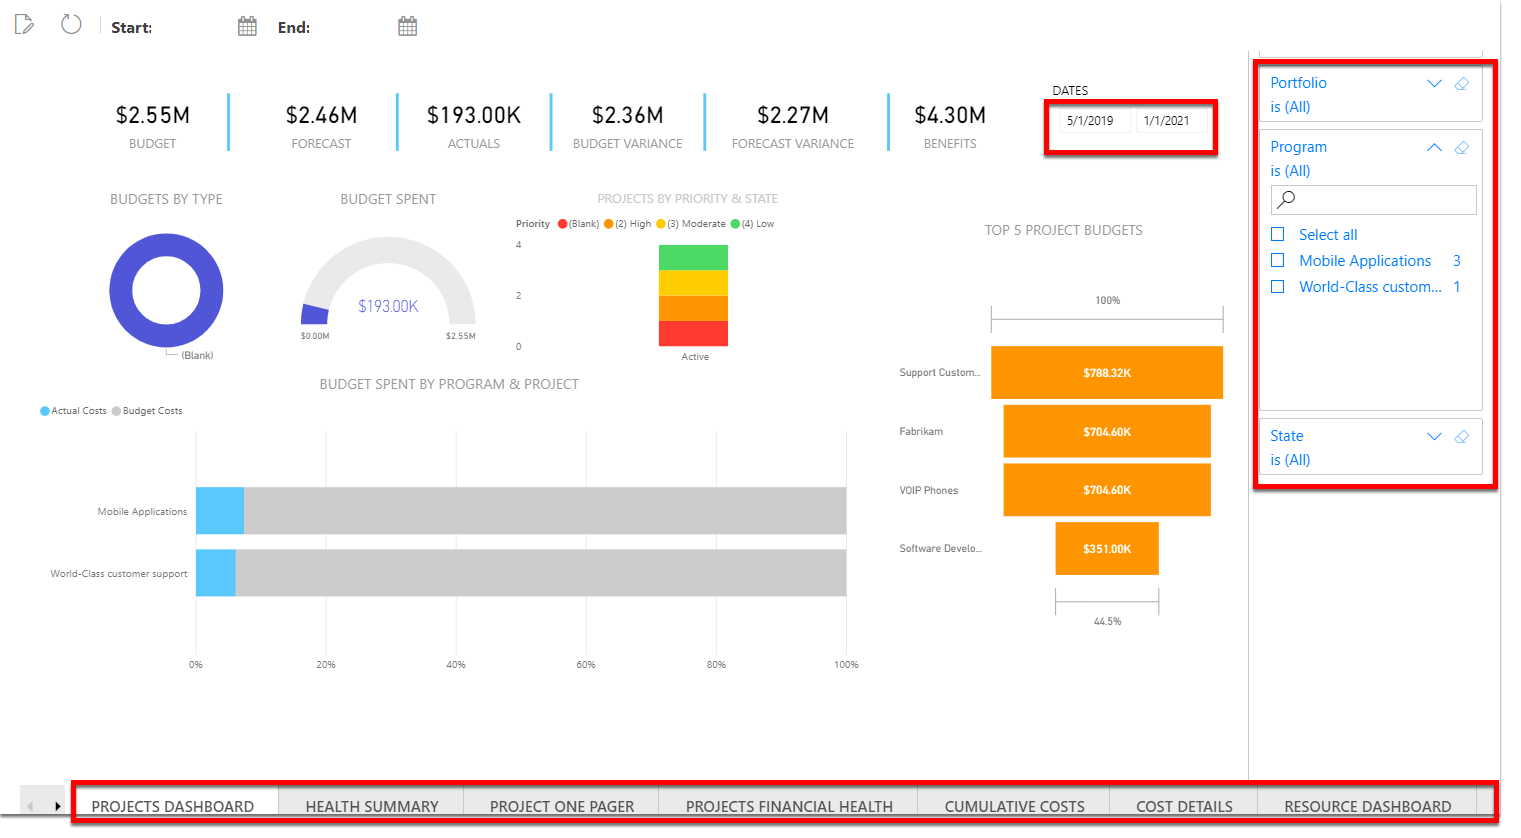 Start:
End:
$2.55M
BUDGET
$2.46M
FORECAST
$193.00K
ACTUALS
$2.36M
BUDGET VARIANCE
$2.27M
FORECAST VARIANCE
$4.30M
BENEFITS
DATES
5/1/2019
1/1/2021
BUDGETS BY TYPE
(Blank)
BUDGET SPENT
$193.00K
$0.00M
$2.55M
PROJECTS BY PRIORITY & STATE
Priority (Blank) (2) High (3) Moderate (4) Low
4
2
0
Active
TOP 5 PROJECT BUDGETS
100%
Support Custom...
$788.32K
Fabrikam
$704.60K
VOIP Phones
$704.60K
Software Develo...
$351.00K
44.5%
BUDGET SPENT BY PROGRAM & PROJECT
Actual Costs Budget Costs
Mobile Applications
World-Class customer support
0%
20%
40%
60%
80%
100%
Portfolio
is (All)
Program
is (All)
Select all
Mobile Applications 3
World-Class custom... 1
State
is (All)
PROJECTS DASHBOARD
HEALTH SUMMARY
PROJECT ONE PAGER
PROJECTS FINANCIAL HEALTH
CUMULATIVE COSTS
COST DETAILS
RESOURCE DASHBOARD